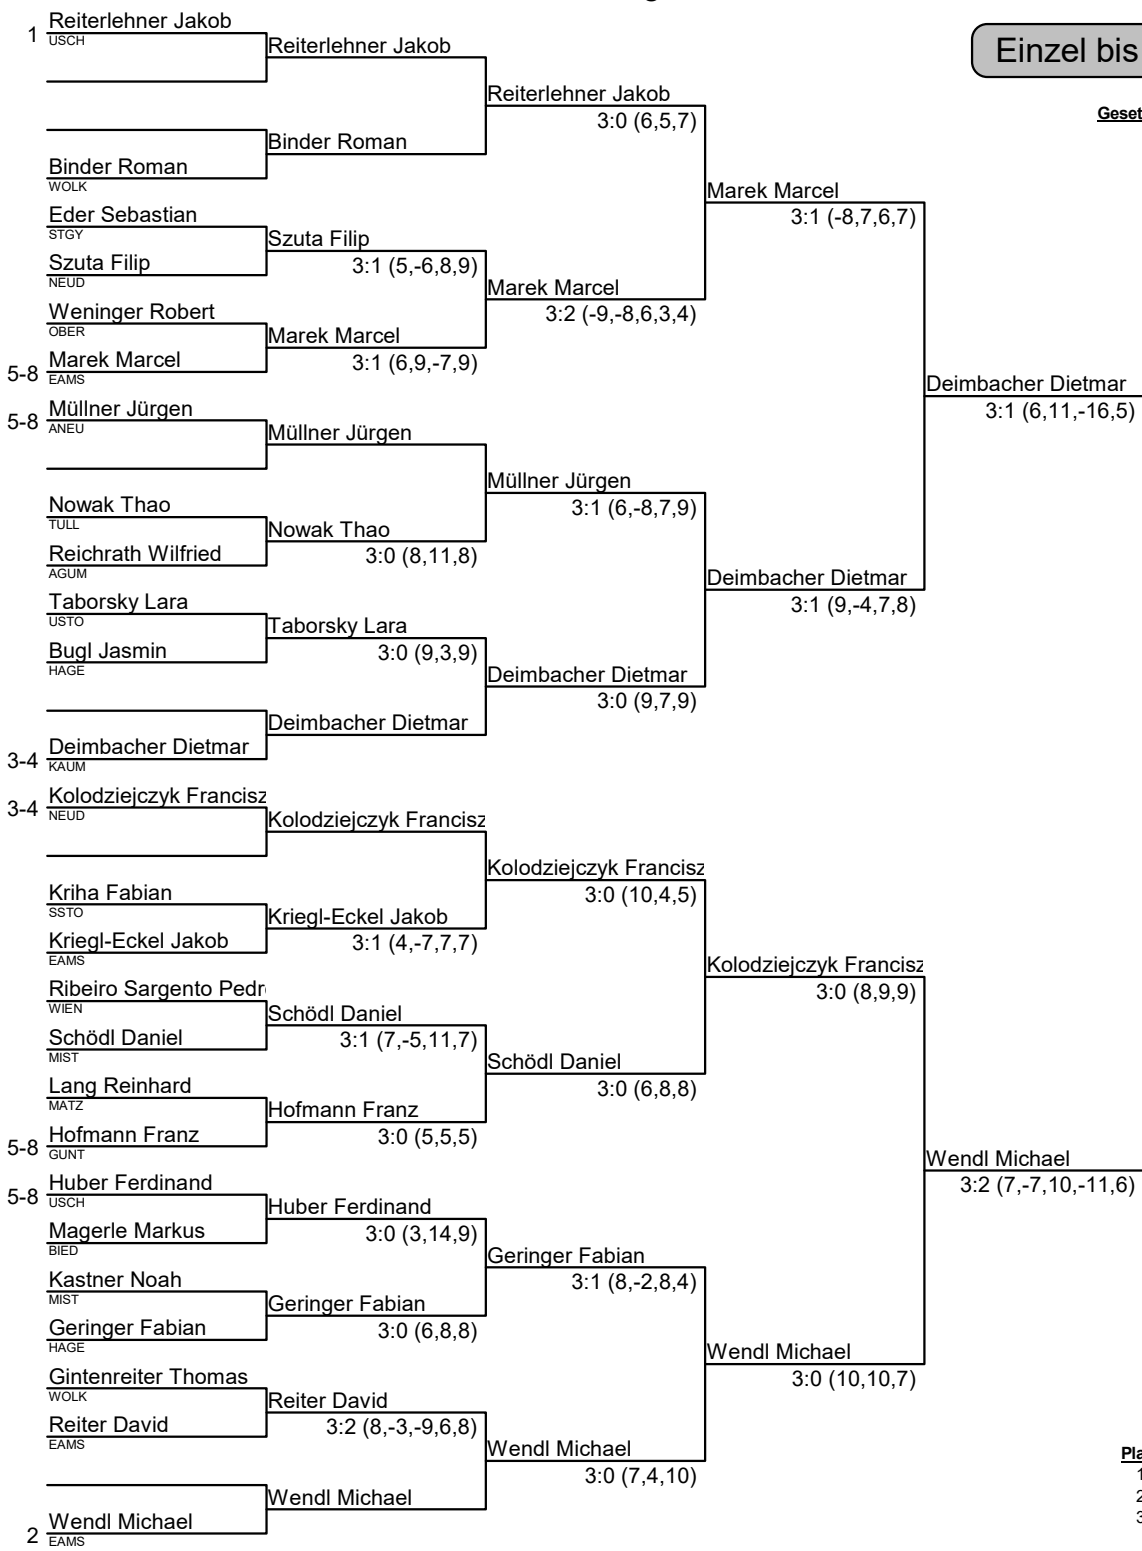 Einzel bis
Geset
1 Reiterlehner Jakob
USCH
Binder Roman
WOLK
Eder Sebastian
STGY
Szuta Filip
NEUD
Weninger Robert
OBER
5-8 Marek Marcel
EAMS
5-8 Müllner Jürgen
ANEU
Nowak Thao
TULL
Reichrath Wilfried
AGUM
Taborsky Lara
USTO
Bugl Jasmin
HAGE
3-4 Deimbacher Dietmar
KAUM
3-4 Kolodziejczyk Francisz
NEUD
Kriha Fabian
SSTO
Kriegl-Eckel Jakob
EAMS
Ribeiro Sargento Pedr
WIEN
Schödl Daniel
MIST
Lang Reinhard
MATZ
5-8 Hofmann Franz
GUNT
5-8 Huber Ferdinand
USCH
Magerle Markus
BIED
Kastner Noah
MIST
Geringer Fabian
HAGE
Gintenreiter Thomas
WOLK
Reiter David
EAMS
2 Wendl Michael
EAMS
Reiterlehner Jakob
Binder Roman
Szuta Filip
3:1 (5,-6,8,9)
Marek Marcel
3:1 (6,9,-7,9)
Müllner Jürgen
Nowak Thao
3:0 (8,11,8)
Taborsky Lara
3:0 (9,3,9)
Deimbacher Dietmar
Kolodziejczyk Francisz
Kriegl-Eckel Jakob
3:1 (4,-7,7,7)
Schödl Daniel
3:1 (7,-5,11,7)
Hofmann Franz
3:0 (5,5,5)
Huber Ferdinand
3:0 (3,14,9)
Geringer Fabian
3:0 (6,8,8)
Reiter David
3:2 (8,-3,-9,6,8)
Wendl Michael
Reiterlehner Jakob
3:0 (6,5,7)
Marek Marcel
3:2 (-9,-8,6,3,4)
Müllner Jürgen
3:1 (6,-8,7,9)
Deimbacher Dietmar
3:0 (9,7,9)
Kolodziejczyk Francisz
3:0 (10,4,5)
Schödl Daniel
3:0 (6,8,8)
Geringer Fabian
3:1 (8,-2,8,4)
Wendl Michael
3:0 (7,4,10)
Marek Marcel
3:1 (-8,7,6,7)
Deimbacher Dietmar
3:1 (9,-4,7,8)
Kolodziejczyk Francisz
3:0 (8,9,9)
Wendl Michael
3:0 (10,10,7)
Deimbacher Dietmar
3:1 (6,11,-16,5)
Wendl Michael
3:2 (7,-7,10,-11,6)
Pla
1
2
3